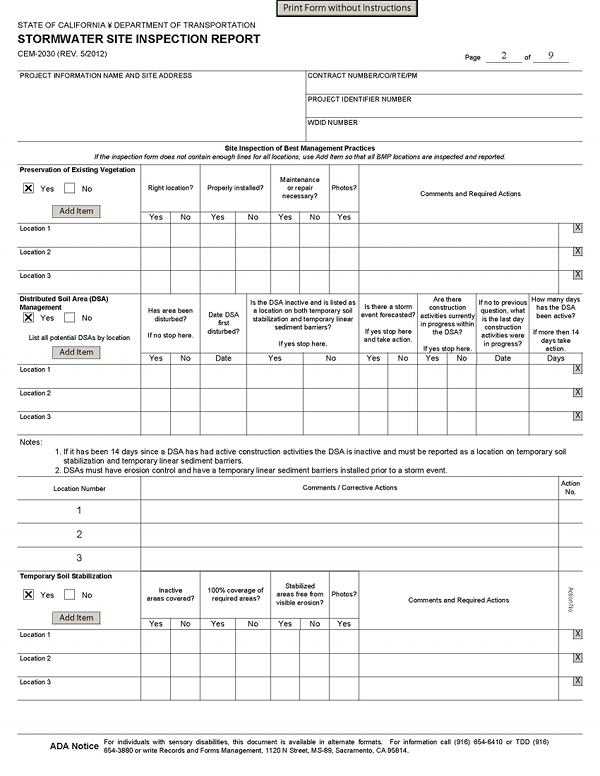 Print Form without Instructions
STATE OF CALIFORNIA ¥ DEPARTMENT OF TRANSPORTATION
STORMWATER SITE INSPECTION REPORT
CEM-2030 (REV. 5/2012)
Page 2 of 9
PROJECT INFORMATION NAME AND SITE ADDRESS
CONTRACT NUMBER/CO/RTE/PM
PROJECT IDENTIFIER NUMBER
WDID NUMBER
Site Inspection of Best Management Practices
If the inspection form does not contain enough lines for all locations, use Add Item so that all BMP locations are inspected and reported.
Preservation of Existing Vegetation
X Yes No
Add Item
Right location?
Properly installed?
Maintenance
or repair
necessary?
Photos?
Comments and Required Actions
Yes No Yes No Yes No Yes
Location 1 X
Location 2 X
Location 3 X
Distributed Soil Area (DSA)
Management
X Yes No
List all potential DSAs by location
Add Item
Has area been
disturbed?
If no stop here.
Date DSA
first
disturbed?
Is the DSA inactive and is listed as
a location on both temporary soil
stabilization and temporary linear
sediment barriers?
If yes stop here.
Is there a storm
event forecasted?
If yes stop here
and take action.
Are there
construction
activities currently
in progress within
the DSA?
If yes stop here.
If no to previous
question, what
is the last day
construction
activities were
in progress?
How many days
has the DSA
been active?
If more then 14
days take
action.
Yes No Date Yes No Yes No Yes No Date Days
Location 1 X
Location 2 X
Location 3 X
Notes:
1. If it has been 14 days since a DSA has had active construction activities the DSA is inactive and must be reported as a location on temporary soil
stabilization and temporary linear sediment barriers.
2. DSAs must have erosion control and have a temporary linear sediment barriers installed prior to a storm event.
Location Number
Comments / Corrective Actions
Action
No.
1
2
3
Temporary Soil Stabilization
X Yes No
Add Item
Inactive
areas covered?
100% coverage of
required areas?
Stabilized
areas free from
visible erosion?
Photos?
Comments and Required Actions
Action No
Yes No Yes No Yes No Yes
Location 1 X
Location 2 X
Location 3 X
ADA Notice
For individuals with sensory disabilities, this document is available in alternate formats. For information call (916) 654-6410 or TDD (916)
654-3880 or write Records and Forms Management, 1120 N Street, MS-89, Sacramento, CA 95814.